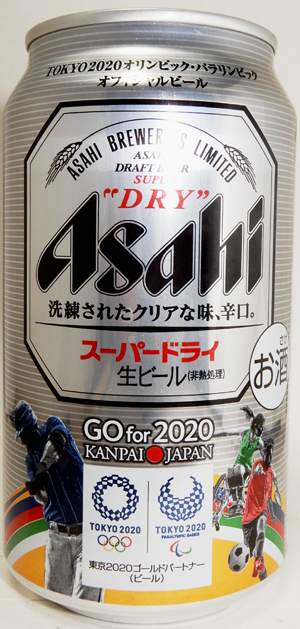 TOKYO2020オリンピック・パラリンピック
オフィシャルビール
ASAHI BREWERIES LIMITED
ASAHI
DRAFT BEER
SUPER
“DRY”
Asahi
洗練されたクリアな味、辛口。
スーパードライ
生ビール(非熱処理)
さけ
お酒
GO for 2020
KANPAI JAPAN
TOKYO 2020
TOKYO 2020
PARALYMPIC GAMES
東京2020ゴールドパートナー
(ビール)